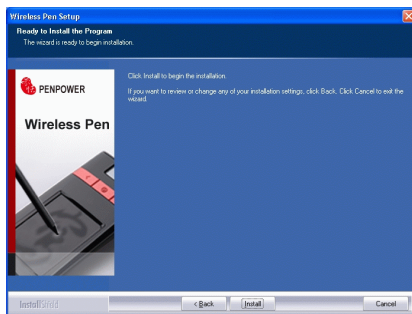 Wireless Pen Setup
Ready to Install the Program
The wizard is ready to begin installation.
PENPOWER
Wireless Pen
Click Install to begin the installation.
If you want to review or change any of your installation settings, click Back. Click Cancel to exit the
wizard.
InstallShield
< Back
Install
Cancel